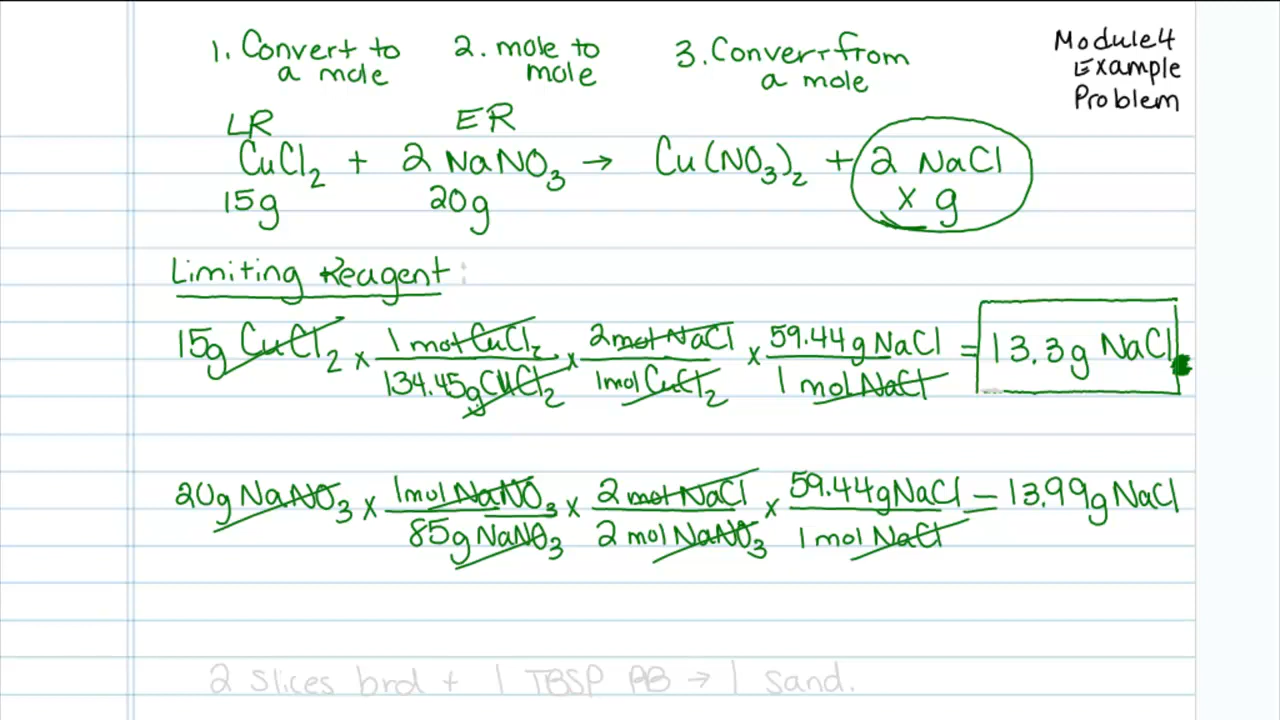 1. Convert to a mole
2. mole to mole
3. Convert from a mole
Module 4
Example
Problem
LR ER
CuCl₂ + 2 NaNO₃ → Cu(NO₃)₂ + 2 NaCl
15g 20g x g
Limiting Reagent:
15g CuCl₂ x 1 mol CuCl₂ / 134.45g CuCl₂ x 2 mol NaCl / 1 mol CuCl₂ x 59.44 g NaCl / 1 mol NaCl = 13.3g NaCl
20g NaNO₃ x 1 mol NaNO₃ / 85g NaNO₃ x 2 mol NaCl / 2 mol NaNO₃ x 59.44g NaCl / 1 mol NaCl = 13.99g NaCl
2 slices brd + 1 TBSP PB → 1 sand.